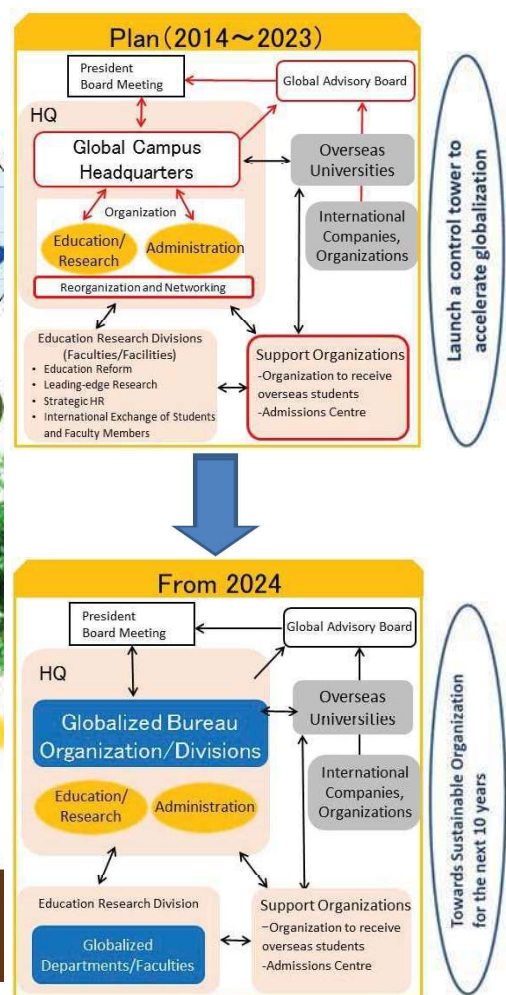 Plan(2014～2023)
President
Board Meeting
Global Advisory Board
HQ
Global Campus
Headquarters
Overseas
Universities
Organization
Education/
Research
Administration
International
Companies,
Organizations
Reorganization and Networking
Education Research Divisions
(Faculties/Facilities)
• Education Reform
• Leading-edge Research
• Strategic HR
• International Exchange of Students
and Faculty Members
Support Organizations
-Organization to receive
overseas students
-Admissions Centre
Launch a control tower to
accelerate globalization
From 2024
President
Board Meeting
Global Advisory Board
HQ
Globalized Bureau
Organization/Divisions
Overseas
Universities
Education/
Research
Administration
International
Companies,
Organizations
Education Research Division
Globalized
Departments/Faculties
Support Organizations
-Organization to receive
overseas students
-Admissions Centre
Towards Sustainable Organization
for the next 10 years